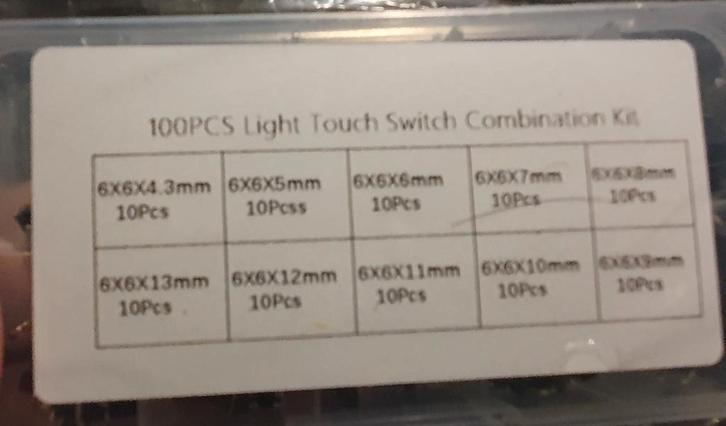 100PCS Light Touch Switch Combination Kit
6X6X4.3mm 6X6X5mm 6X6X6mm 6X6X7mm 6X6X8mm
10Pcs 10Pcss 10Pcs 10Pcs 10Pcs
6X6X13mm 6X6X12mm 6X6X11mm 6X6X10mm 6X6X9mm
10Pcs 10Pcs 10Pcs 10Pcs 10Pcs